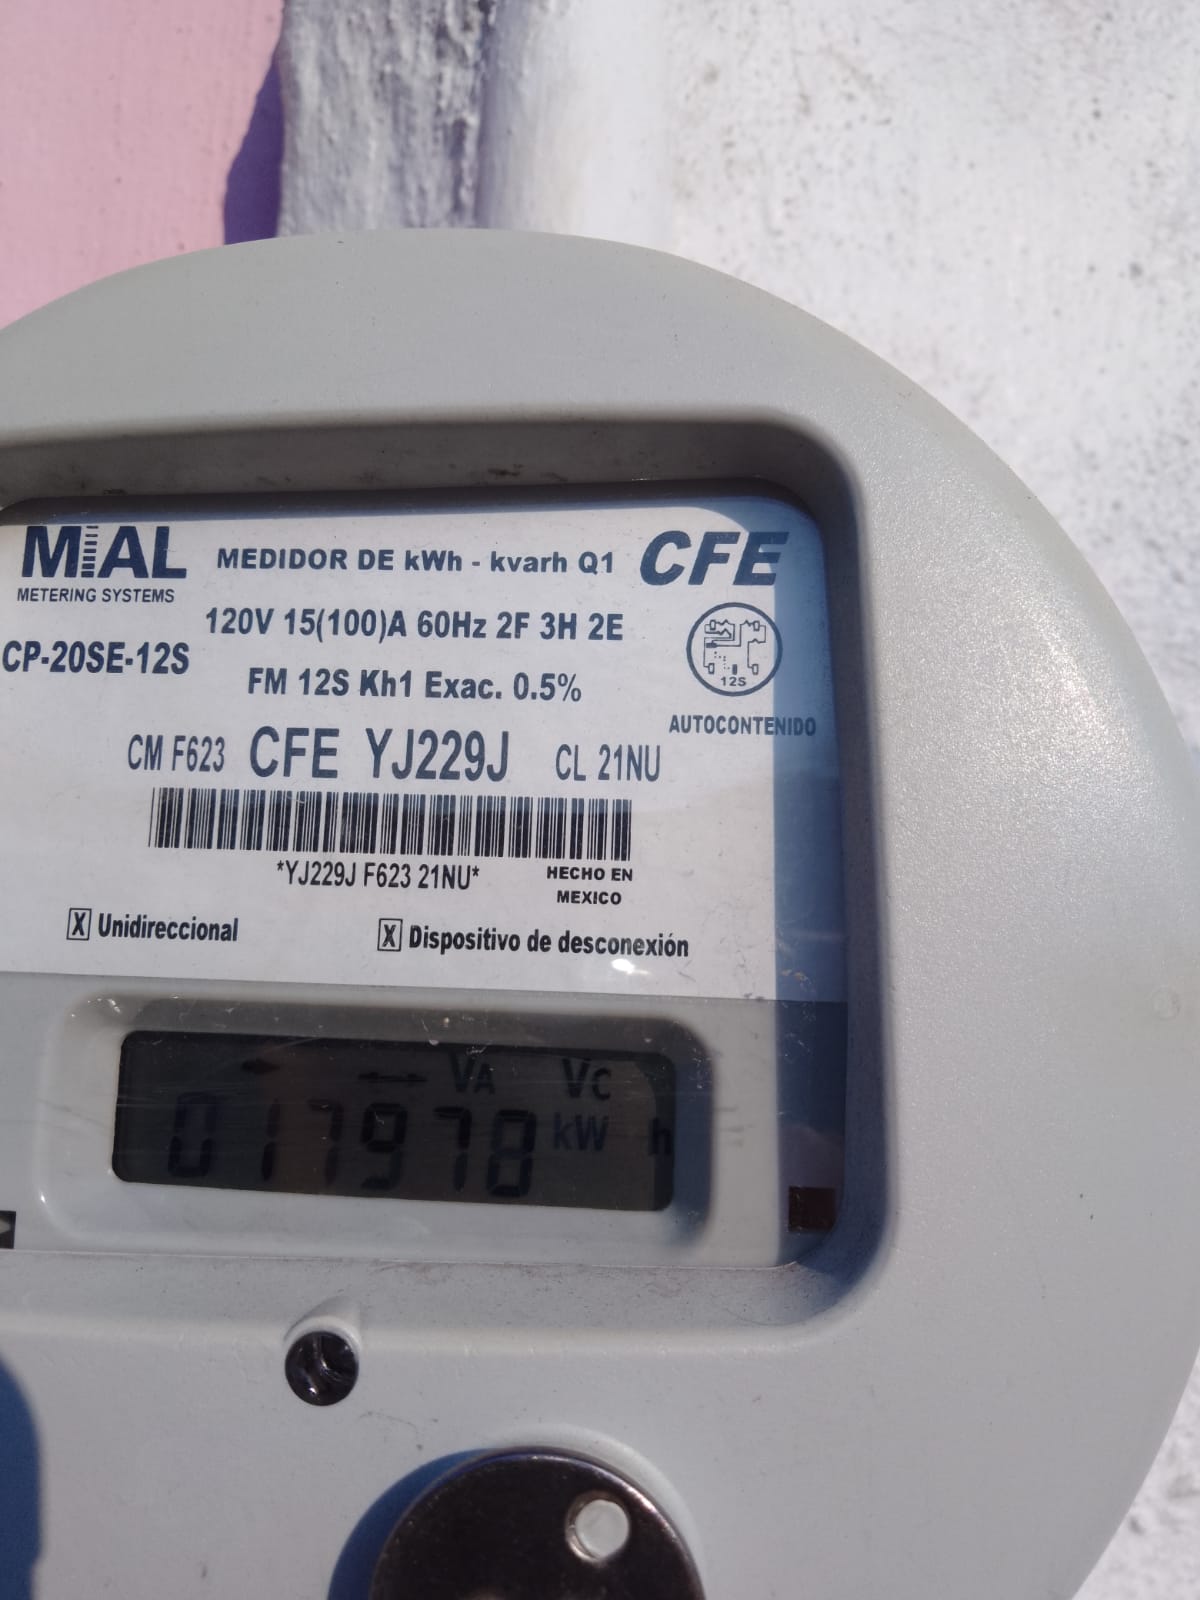 MIAL
METERING SYSTEMS
MEDIDOR DE kWh - kvarh Q1
CFE
120V 15(100)A 60Hz 2F 3H 2E
CP-20SE-12S
FM 12S Kh1 Exac. 0.5%
12S
AUTOCONTENIDO
CM F623 CFE YJ229J CL 21NU
*YJ229J F623 21NU*
HECHO EN
MEXICO
X Unidireccional
X Dispositivo de desconexión
VA VC
017978 kW h